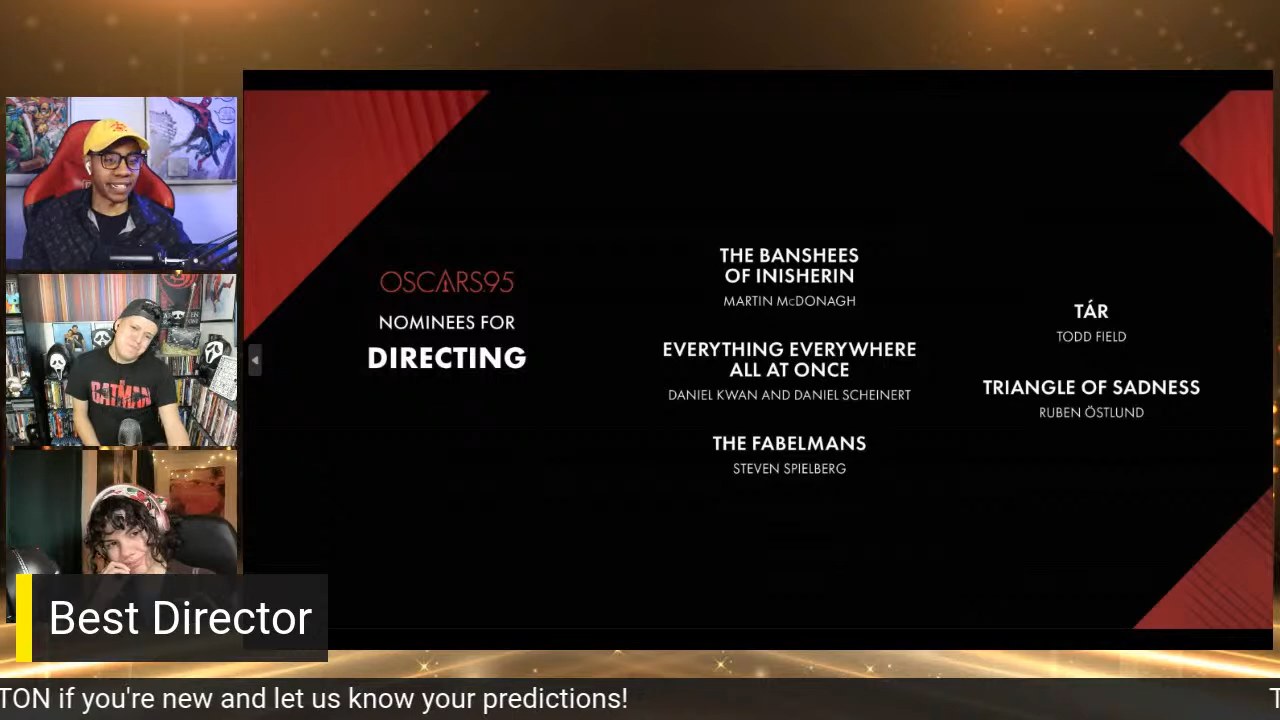 OSCARS95
NOMINEES FOR
DIRECTING
THE BANSHEES
OF INISHERIN
MARTIN McDONAGH
EVERYTHING EVERYWHERE
ALL AT ONCE
DANIEL KWAN AND DANIEL SCHEINERT
THE FABELMANS
STEVEN SPIELBERG
TÁR
TODD FIELD
TRIANGLE OF SADNESS
RUBEN ÖSTLUND
BATMAN
Best Director
TON if you're new and let us know your predictions! T